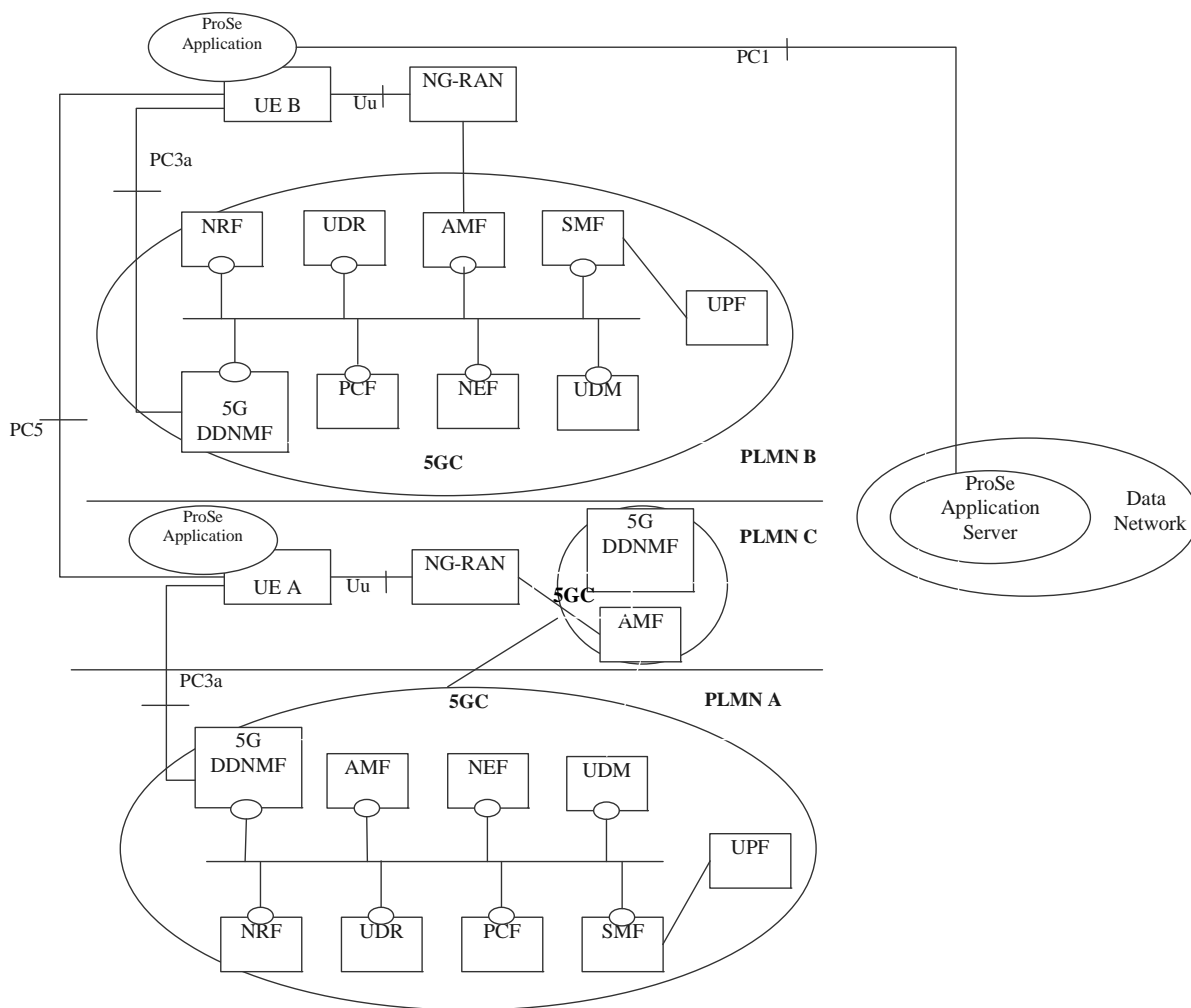 ProSe
Application
PC1
NG-RAN
UE B
Uu
PC3a
NRF
UDR
AMF
SMF
UPF
5G
DDNMF
PCF
NEF
UDM
PC5
5GC
PLMN B
ProSe
Application
Server
Data
Network
ProSe
Application
5G
DDNMF
PLMN C
NG-RAN
UE A
Uu
5GC
AMF
PC3a
5GC
PLMN A
5G
DDNMF
AMF
NEF
UDM
UPF
NRF
UDR
PCF
SMF